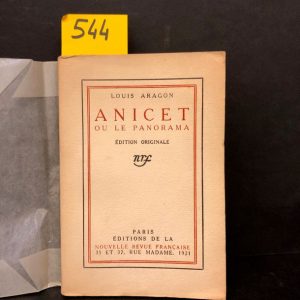 544
LOUIS ARAGON
ANICET
OU LE PANORAMA
ÉDITION ORIGINALE
nrf
PARIS
ÉDITIONS DE LA
NOUVELLE REVUE FRANÇAISE
35 ET 37, RUE MADAME. 1921